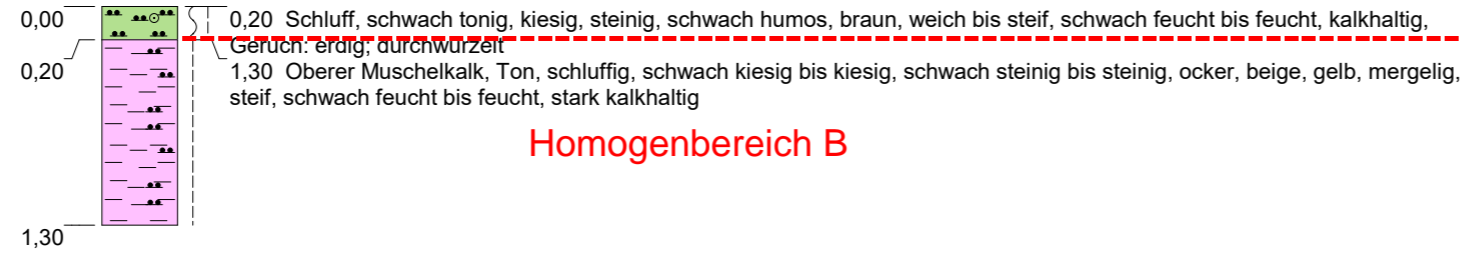 0,00
0,20 Schluff, schwach tonig, kiesig, steinig, schwach humos, braun, weich bis steif, schwach feucht bis feucht, kalkhaltig,
Geruch: erdig; durchwurzelt
0,20
1,30 Oberer Muschelkalk, Ton, schluffig, schwach kiesig bis kiesig, schwach steinig bis steinig, ocker, beige, gelb, mergelig,
steif, schwach feucht bis feucht, stark kalkhaltig
Homogenbereich B
1,30